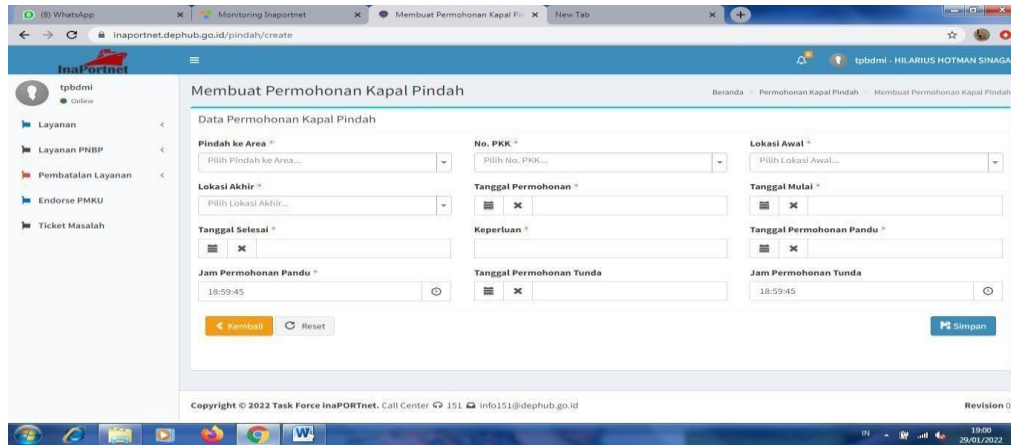 (8) WhatsApp
Monitoring Inaportnet
Membuat Permohonan Kapal Pi
New Tab
inaportnet.dephub.go.id/pindah/create
InaPortnet
tpbdmi - HILARIUS HOTMAN SINAGA
tpbdmi
Online
Layanan
Layanan PNBP
Pembatalan Layanan
Endorse PMKU
Ticket Masalah
Membuat Permohonan Kapal Pindah
Beranda > Permohonan Kapal Pindah > Membuat Permohonan Kapal Pindah
Data Permohonan Kapal Pindah
Pindah ke Area * No. PKK * Lokasi Awal *
Pilih Pindah ke Area... Pilih No. PKK... Pilih Lokasi Awal...
Lokasi Akhir * Tanggal Permohonan * Tanggal Mulai *
Pilih Lokasi Akhir...
Tanggal Selesai * Keperluan * Tanggal Permohonan Pandu *
Jam Permohonan Pandu * Tanggal Permohonan Tunda Jam Permohonan Tunda
18:59:45 18:59:45
Kembali Reset Simpan
Copyright © 2022 Task Force inaPORTnet. Call Center 151 info151@dephub.go.id Revision 0
IN 19:00
29/01/2022